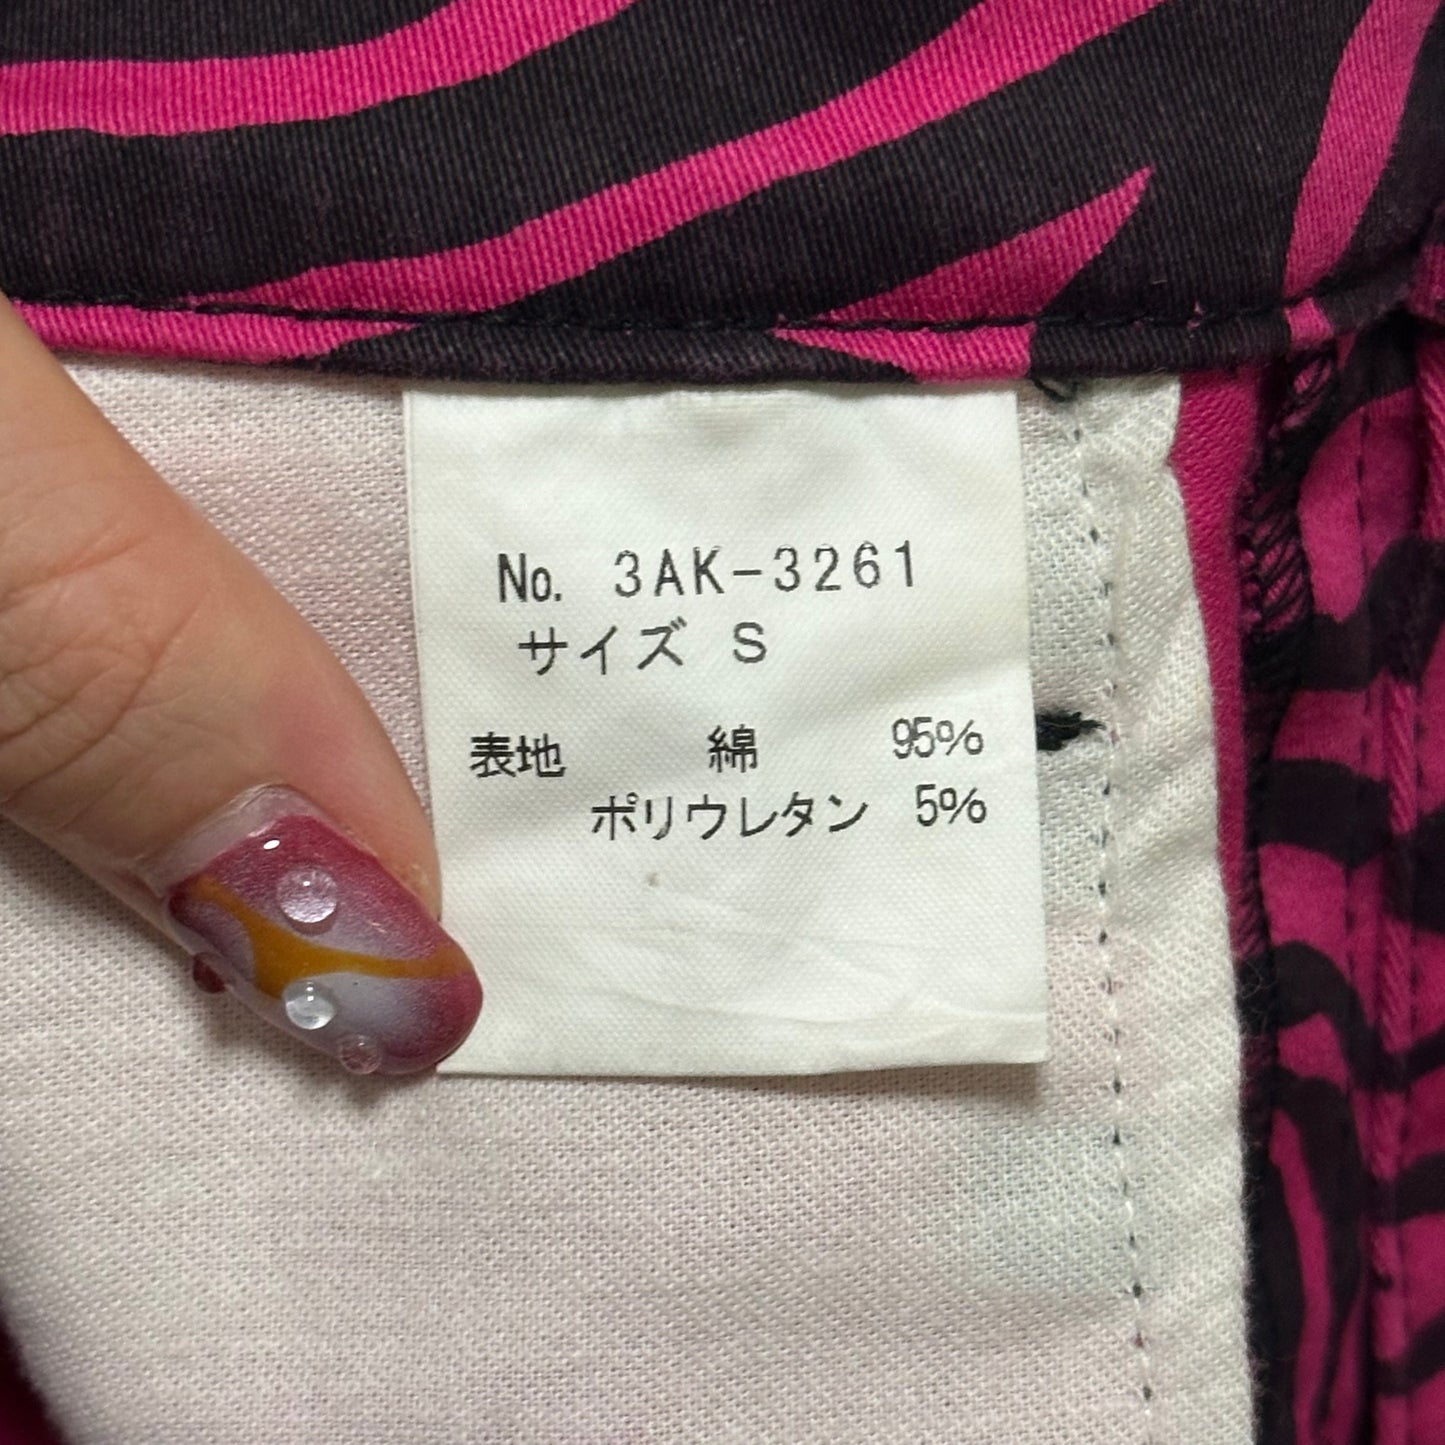 No. 3AK-3261
サイズ S
表地 綿 95%
ポリウレタン 5%